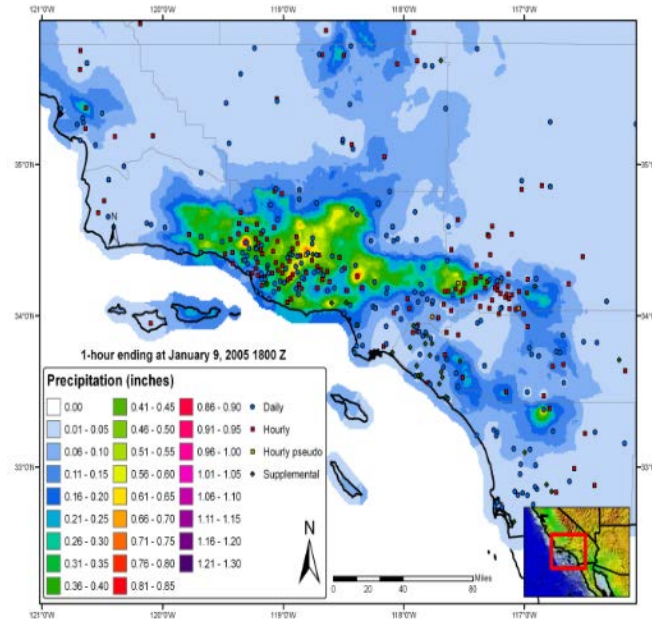 121°0'W 120°0'W 119°0'W 118°0'W 117°0'W
35°0'N 35°0'N
34°0'N 34°0'N
33°0'N 33°0'N
N
1-hour ending at January 9, 2005 1800 Z
Precipitation (inches)
0.00 0.41 - 0.45 0.86 - 0.90 Daily
0.01 - 0.05 0.46 - 0.50 0.91 - 0.95 Hourly
0.06 - 0.10 0.51 - 0.55 0.96 - 1.00 Hourly pseudo
0.11 - 0.15 0.56 - 0.60 1.01 - 1.05 Supplemental
0.16 - 0.20 0.61 - 0.65 1.06 - 1.10
0.21 - 0.25 0.66 - 0.70 1.11 - 1.15
0.26 - 0.30 0.71 - 0.75 1.16 - 1.20
0.31 - 0.35 0.76 - 0.80 1.21 - 1.30
0.36 - 0.40 0.81 - 0.85
N
0 20 40 80
Miles
121°0'W 120°0'W 119°0'W 118°0'W 117°0'W